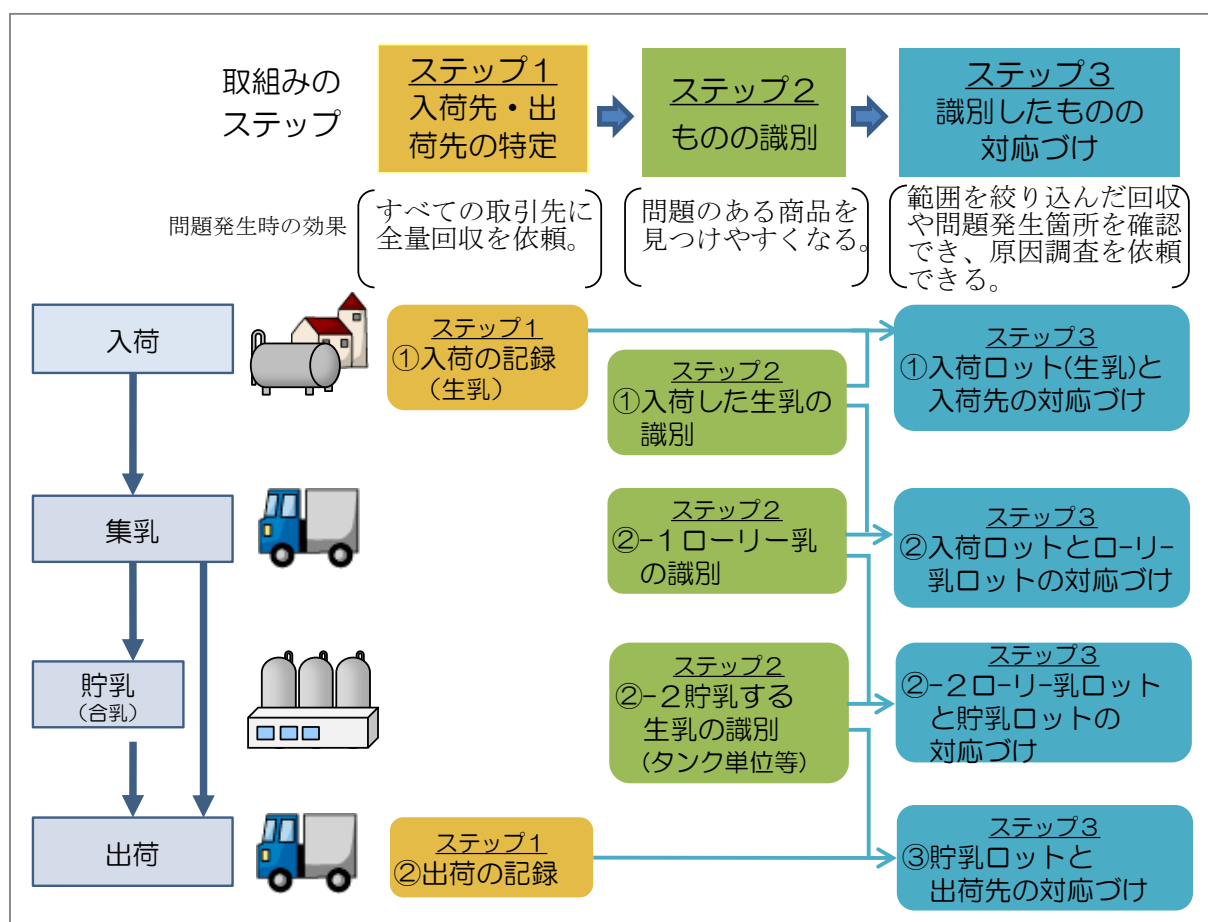 取組みの
ステップ
ステップ１
入荷先・出
荷先の特定
ステップ２
ものの識別
ステップ３
識別したものの
対応づけ
問題発生時の効果
すべての取引先に
全量回収を依頼。
問題のある商品を
見つけやすくなる。
範囲を絞り込んだ回収
や問題発生箇所を確認
でき、原因調査を依頼
できる。
入荷
ステップ１
①入荷の記録
（生乳）
ステップ２
①入荷した生乳の
識別
ステップ３
①入荷ロット(生乳)と
入荷先の対応づけ
集乳
ステップ２
②-１ローリー乳
の識別
ステップ３
②入荷ロットとローリー
乳ロットの対応づけ
貯乳
（合乳）
ステップ２
②-２貯乳する
生乳の識別
（タンク単位等）
ステップ３
②-２ローリー乳ロット
と貯乳ロットの
対応づけ
出荷
ステップ１
②出荷の記録
ステップ３
③貯乳ロットと
出荷先の対応づけ